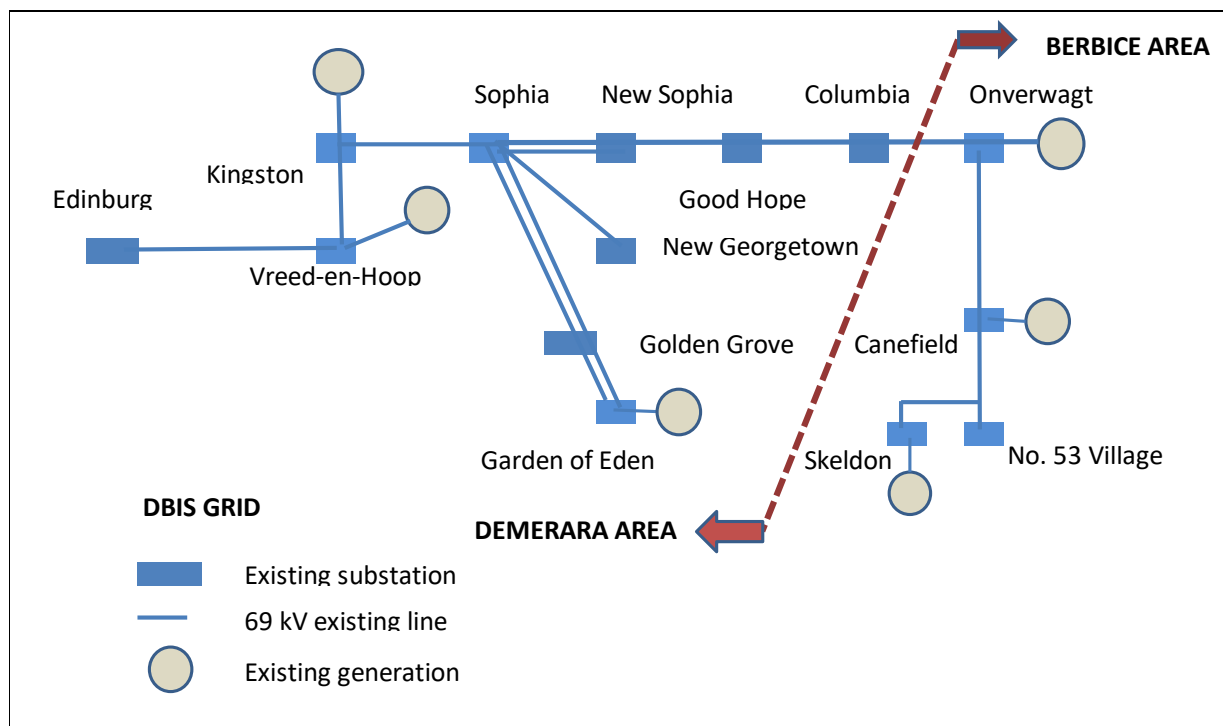 BERBICE AREA
Sophia
New Sophia
Columbia
Onverwagt
Kingston
Edinburg
Good Hope
New Georgetown
Vreed-en-Hoop
Golden Grove
Canefield
Garden of Eden
Skeldon
No. 53 Village
DBIS GRID
DEMERARA AREA
Existing substation
69 kV existing line
Existing generation